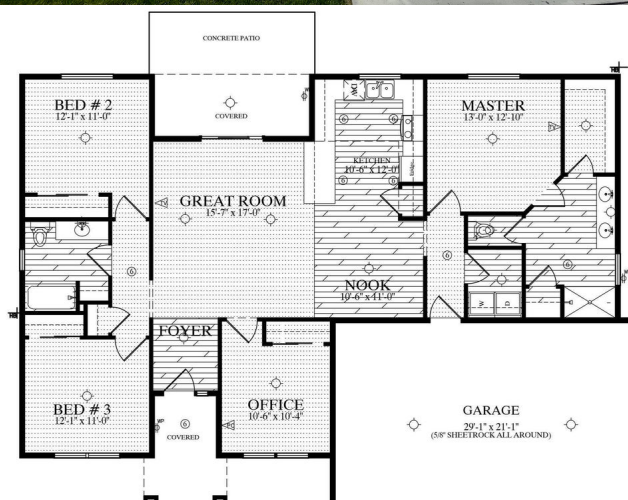 CONCRETE PATIO
COVERED
BED # 2
12'-1" x 11'-0"
MASTER
13'-0" x 12'-10"
DW
KITCHEN
10'-6" x 12'-0"
GREAT ROOM
15'-7" x 17'-0"
NOOK
10'-6" x 11'-0"
W
D
FOYER
BED # 3
12'-1" x 11'-0"
COVERED
OFFICE
10'-6" x 10'-4"
GARAGE
29'-1" x 21'-1"
(5/8" SHEETROCK ALL AROUND)